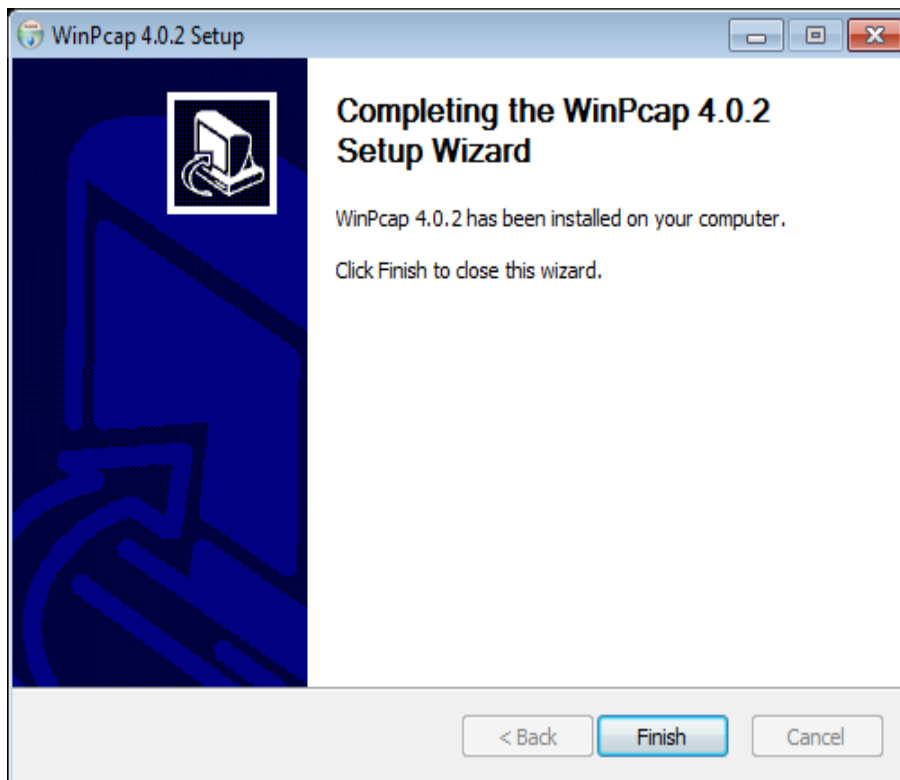 WinPcap 4.0.2 Setup
Completing the WinPcap 4.0.2
Setup Wizard
WinPcap 4.0.2 has been installed on your computer.
Click Finish to close this wizard.
< Back
Finish
Cancel